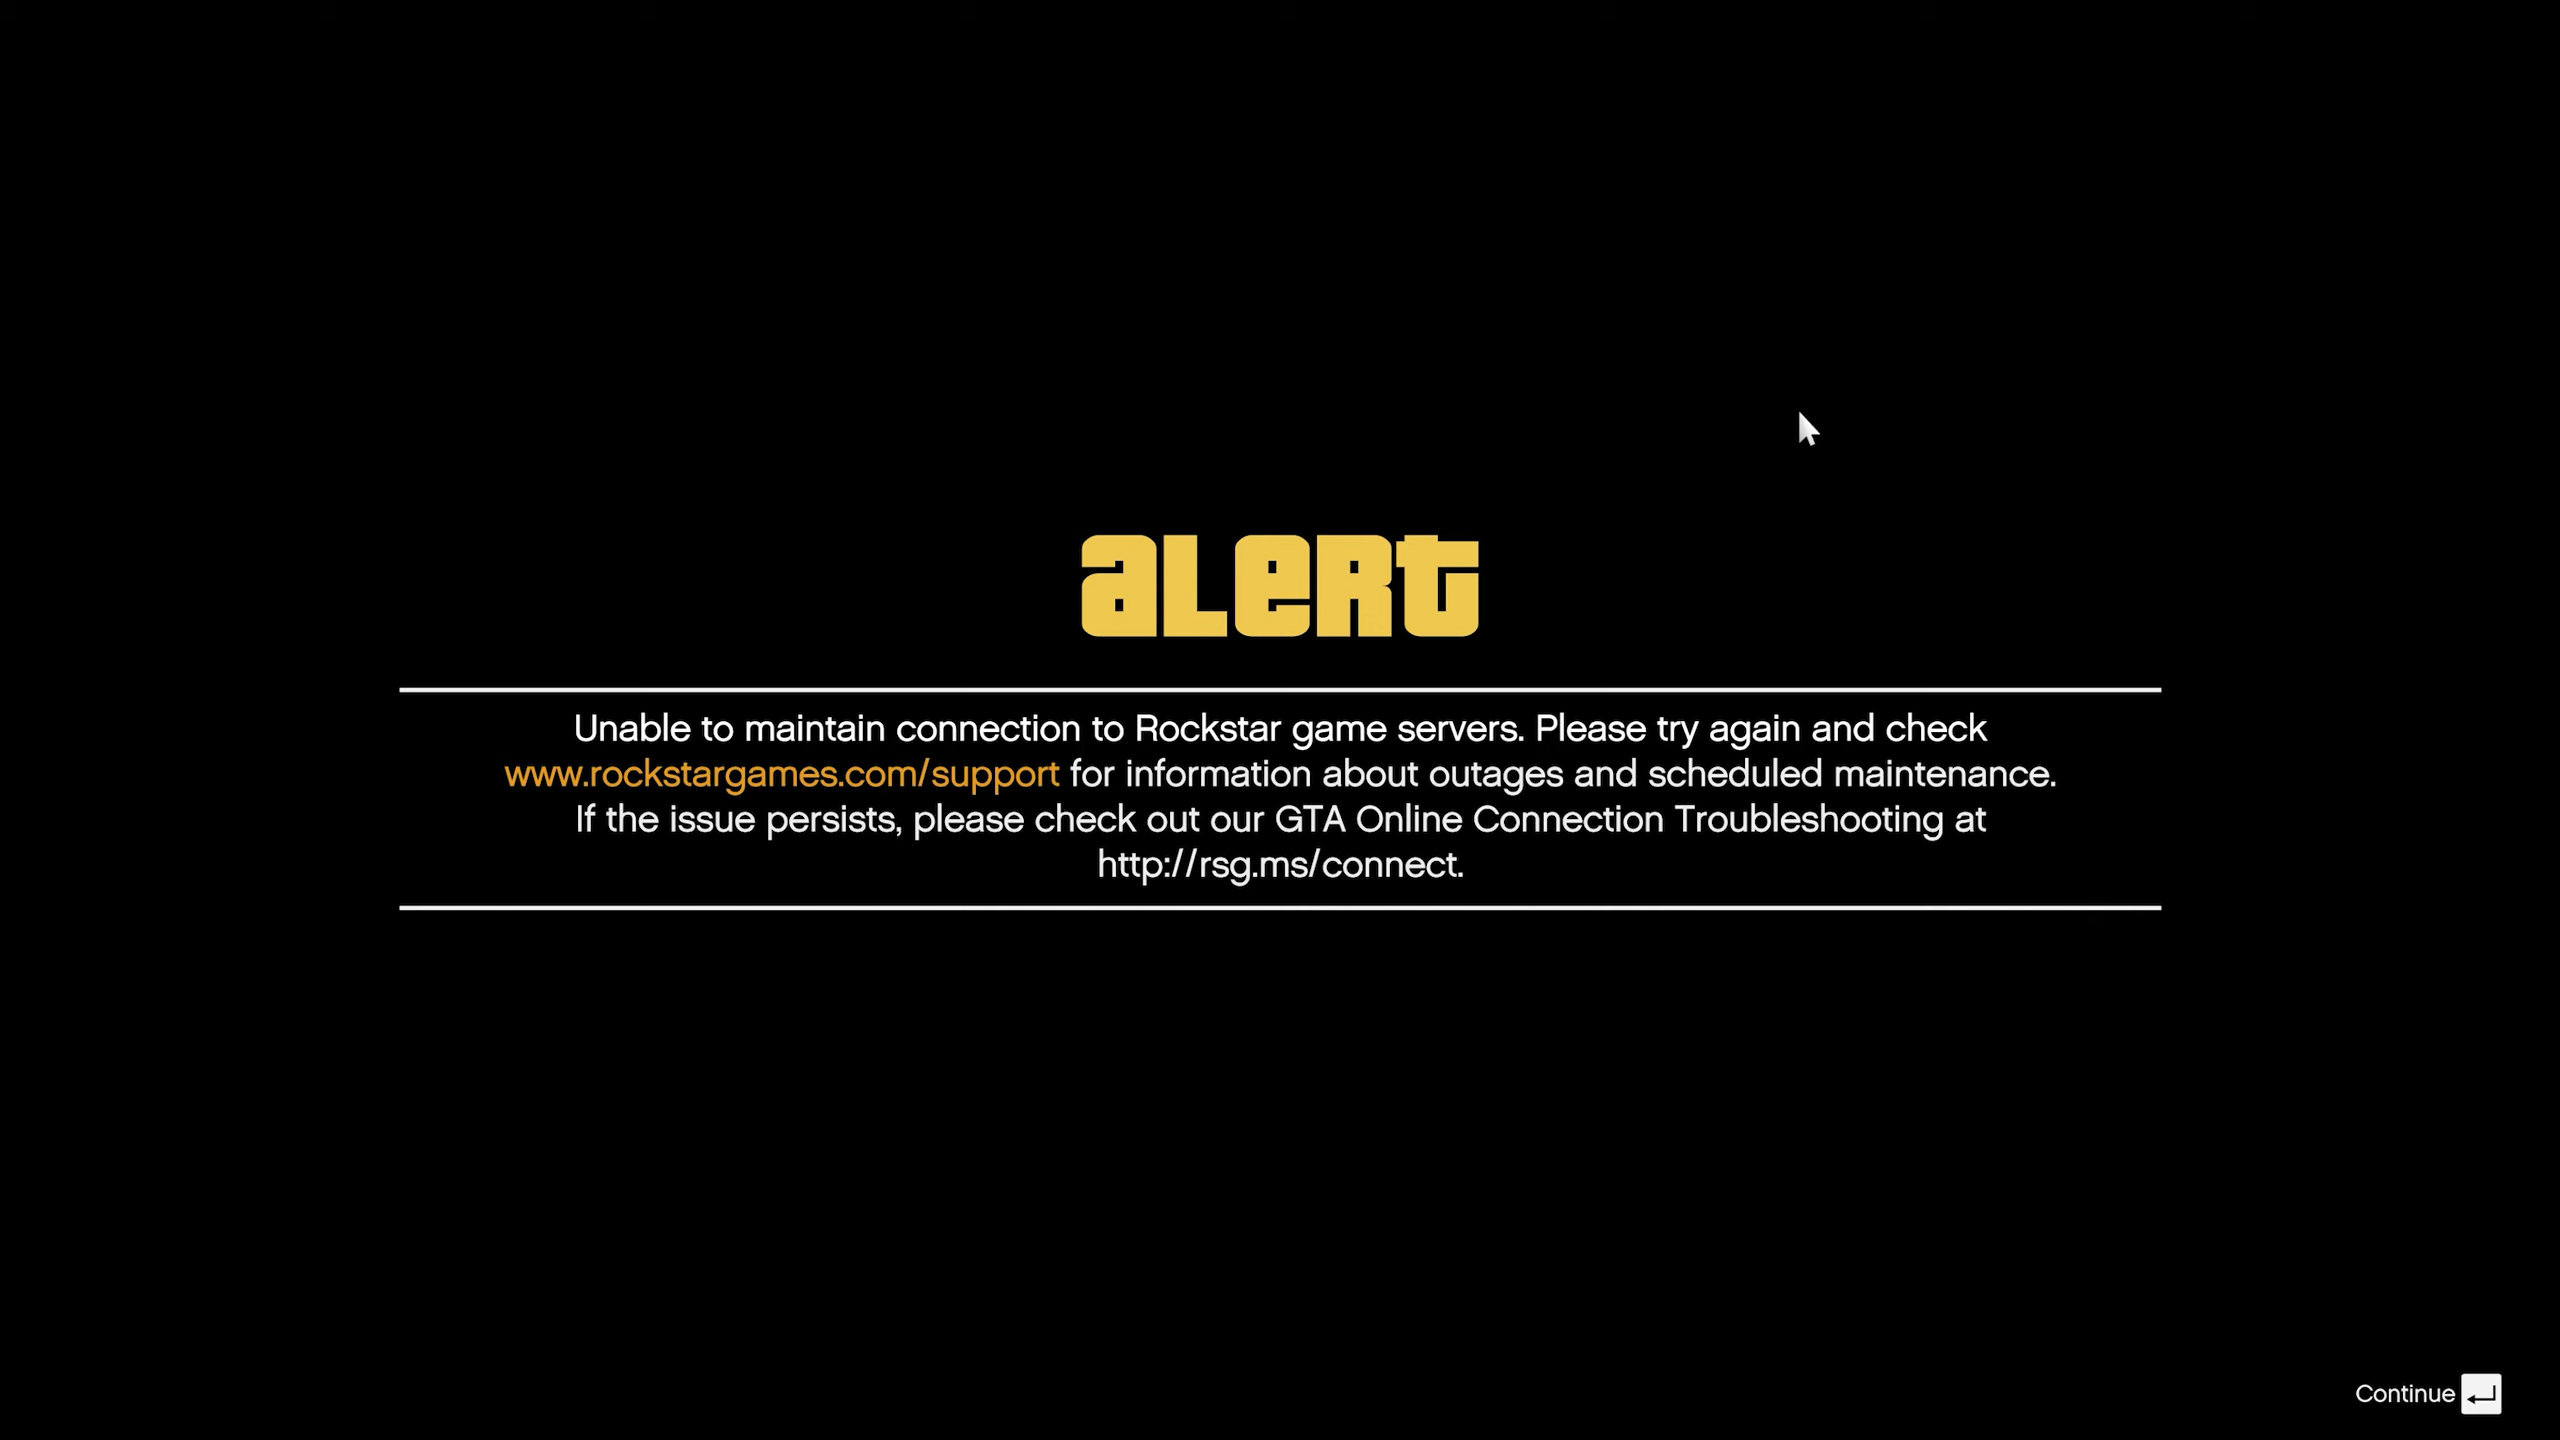 aLeRt
Unable to maintain connection to Rockstar game servers. Please try again and check
www.rockstargames.com/support for information about outages and scheduled maintenance.
If the issue persists, please check out our GTA Online Connection Troubleshooting at
http://rsg.ms/connect.
Continue